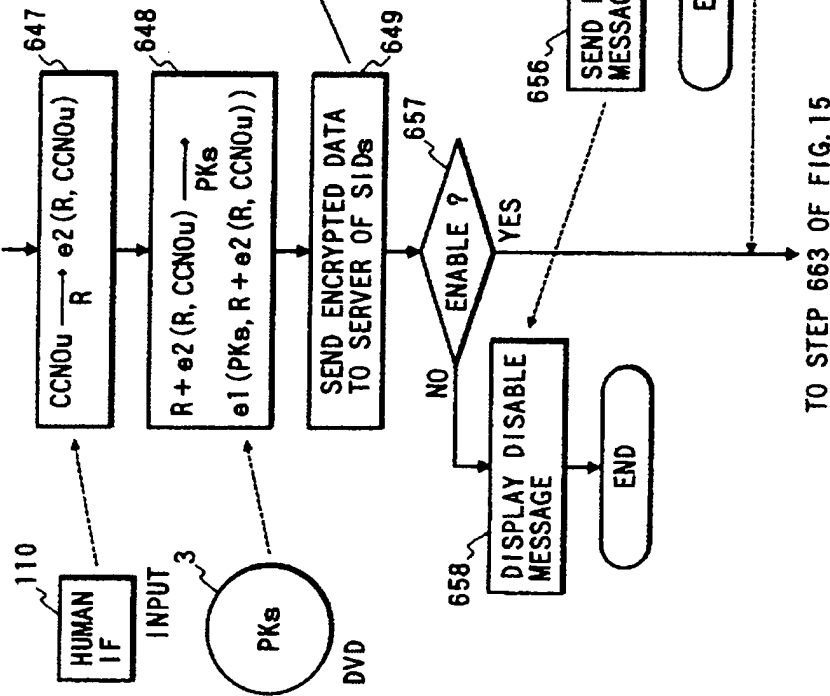 647
CCNOu → e2 (R, CCNOu)
R
110
HUMAN
IF
INPUT
648
R + e2 (R, CCNOu) →
PKs
e1 (PKs, R + e2 (R, CCNOu))
3
PKs
DVD
649
SEND ENCRYPTED DATA
TO SERVER OF SIDs
657
ENABLE ?
NO
YES
658
DISPLAY DISABLE
MESSAGE
END
656
SEND
TO STEP 663 OF FIG. 15